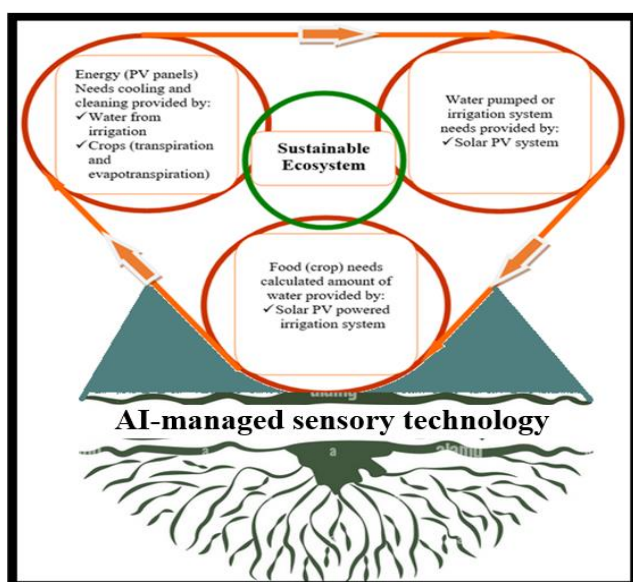 Energy (PV panels)
Needs cooling and
cleaning provided by:
✓ Water from
irrigation
✓ Crops (transpiration
and
evapotranspiration)
Sustainable
Ecosystem
Water pumped or
irrigation system
needs provided by:
✓ Solar PV system
Food (crop) needs
calculated amount of
water provided by:
✓ Solar PV powered
irrigation system
AI-managed sensory technology
a
a